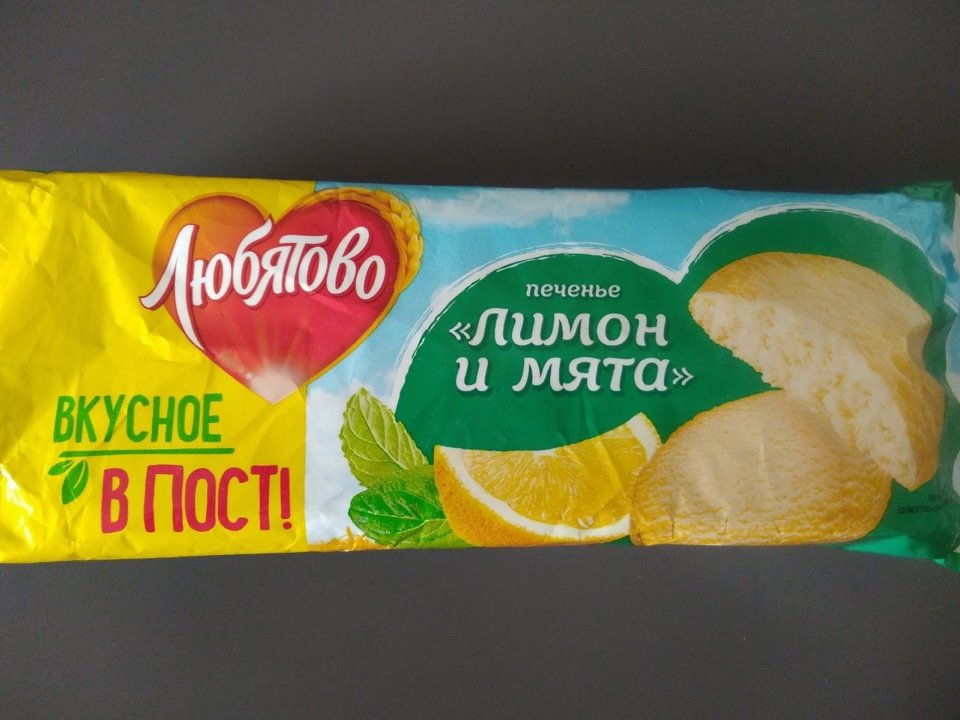 Любятово
ВКУСНОЕ
В ПОСТ!
печенье
«Лимон
и мята»